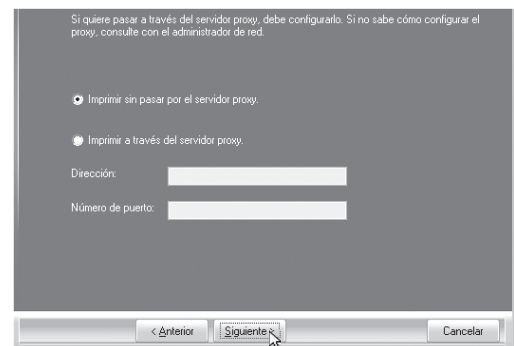 Si quiere pasar a través del servidor proxy, debe configurarlo. Si no sabe cómo configurar el
proxy, consulte con el administrador de red.
Imprimir sin pasar por el servidor proxy.
Imprimir a través del servidor proxy.
Dirección:
Número de puerto:
< Anterior
Siguiente >
Cancelar